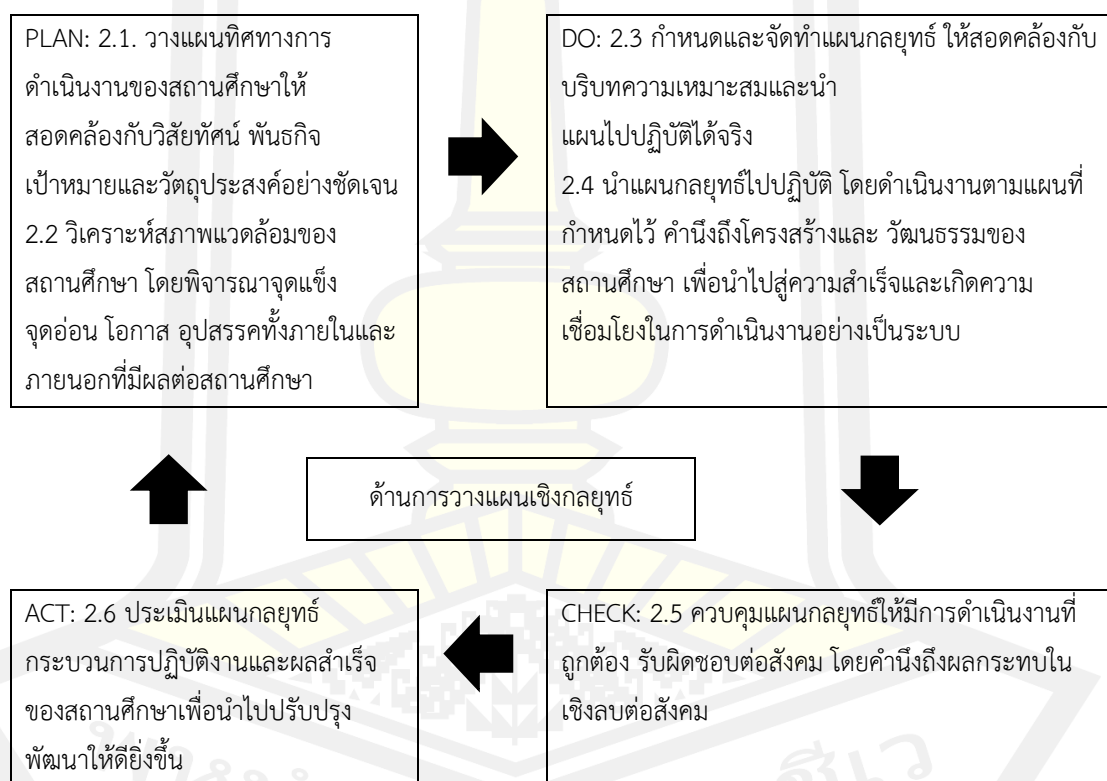 PLAN: 2.1. วางแผนทิศทางการ
ดำเนินงานของสถานศึกษาให้
สอดคล้องกับวิสัยทัศน์ พันธกิจ
เป้าหมายและวัตถุประสงค์อย่างชัดเจน
2.2 วิเคราะห์สภาพแวดล้อมของ
สถานศึกษา โดยพิจารณาจุดแข็ง
จุดอ่อน โอกาส อุปสรรคทั้งภายในและ
ภายนอกที่มีผลต่อสถานศึกษา
DO: 2.3 กำหนดและจัดทำแผนกลยุทธ์ ให้สอดคล้องกับ
บริบทความเหมาะสมและนำ
แผนไปปฏิบัติได้จริง
2.4 นำแผนกลยุทธ์ไปปฏิบัติ โดยดำเนินงานตามแผนที่
กำหนดไว้ คำนึงถึงโครงสร้างและ วัฒนธรรมของ
สถานศึกษา เพื่อนำไปสู่ความสำเร็จและเกิดความ
เชื่อมโยงในการดำเนินงานอย่างเป็นระบบ
ด้านการวางแผนเชิงกลยุทธ์
ACT: 2.6 ประเมินแผนกลยุทธ์
กระบวนการปฏิบัติงานและผลสำเร็จ
ของสถานศึกษาเพื่อนำไปปรับปรุง
พัฒนาให้ดียิ่งขึ้น
CHECK: 2.5 ควบคุมแผนกลยุทธ์ให้มีการดำเนินงานที่
ถูกต้อง รับผิดชอบต่อสังคม โดยคำนึงถึงผลกระทบใน
เชิงลบต่อสังคม